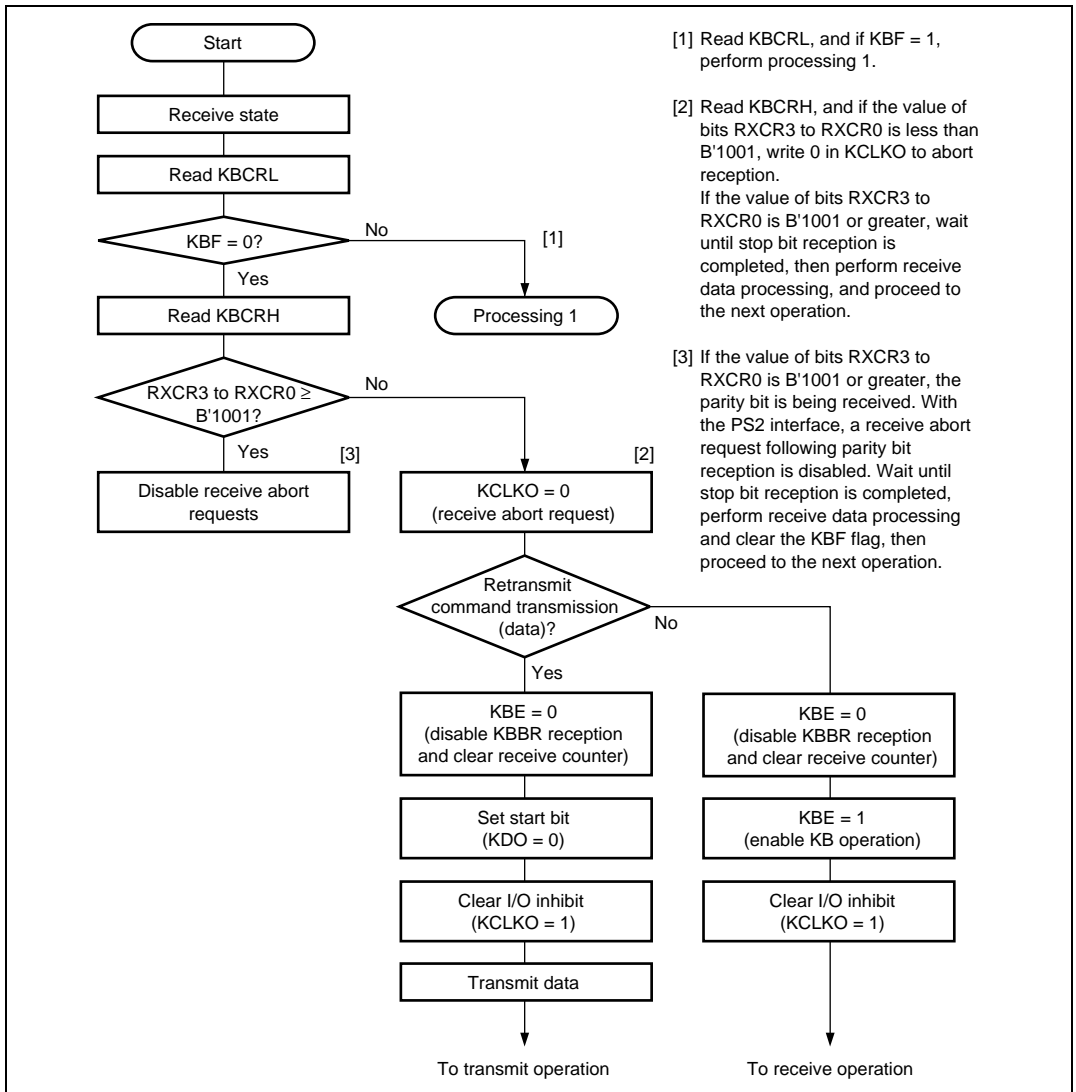 Start
Receive state
Read KBCRL
KBF = 0?
No
[1]
Yes
Processing 1
Read KBCRH
RXCR3 to RXCR0 ≥
B'1001?
No
Yes
[3]
Disable receive abort
requests
[2]
KCLKO = 0
(receive abort request)
Retransmit
command transmission
(data)?
No
Yes
KBE = 0
(disable KBBR reception
and clear receive counter)
Set start bit
(KDO = 0)
Clear I/O inhibit
(KCLKO = 1)
Transmit data
To transmit operation
KBE = 0
(disable KBBR reception
and clear receive counter)
KBE = 1
(enable KB operation)
Clear I/O inhibit
(KCLKO = 1)
To receive operation
[1] Read KBCRL, and if KBF = 1,
perform processing 1.
[2] Read KBCRH, and if the value of
bits RXCR3 to RXCR0 is less than
B'1001, write 0 in KCLKO to abort
reception.
If the value of bits RXCR3 to
RXCR0 is B'1001 or greater, wait
until stop bit reception is
completed, then perform receive
data processing, and proceed to
the next operation.
[3] If the value of bits RXCR3 to
RXCR0 is B'1001 or greater, the
parity bit is being received. With
the PS2 interface, a receive abort
request following parity bit
reception is disabled. Wait until
stop bit reception is completed,
perform receive data processing
and clear the KBF flag, then
proceed to the next operation.